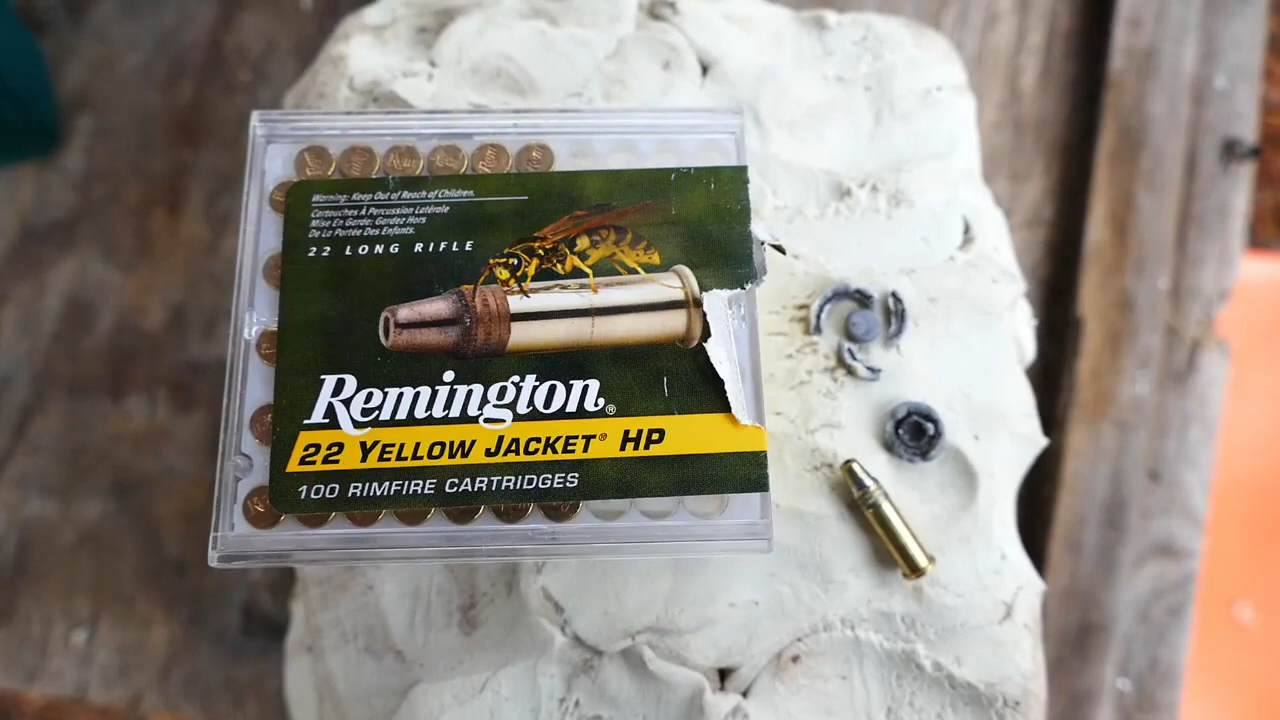 Warning: Keep Out of Reach of Children.
Cartouches À Percussion Latérale
Mise En Garde: Gardez Hors
De La Portée Des Enfants.
22 LONG RIFLE
Remington®
22 YELLOW JACKET® HP
100 RIMFIRE CARTRIDGES